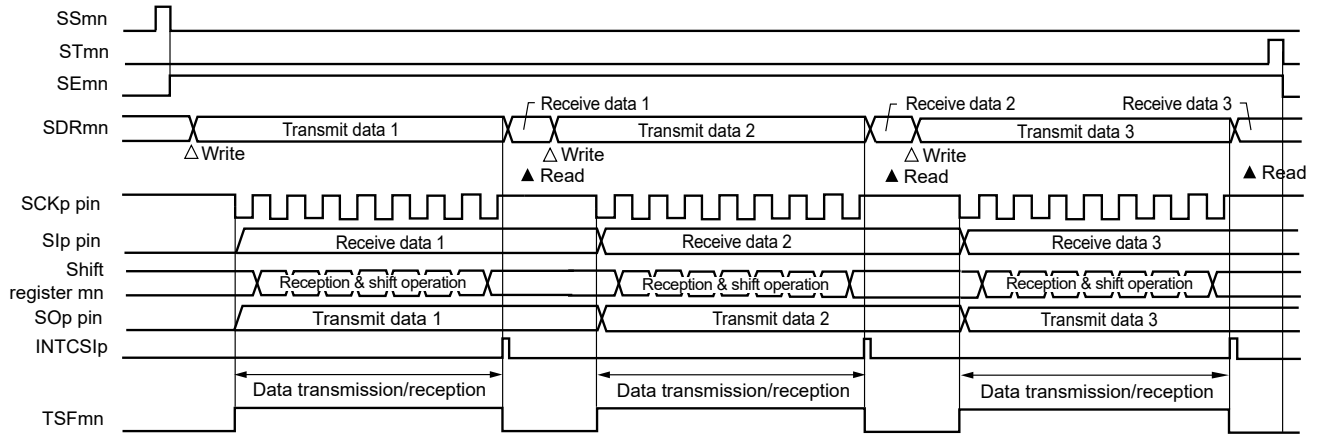 SSmn
STmn
SEmn
Receive data 1 Receive data 2 Receive data 3
SDRmn Transmit data 1 Transmit data 2 Transmit data 3
△Write △ Write △ Write
▲ Read ▲ Read ▲ Read
SCKp pin
SIp pin Receive data 1 Receive data 2 Receive data 3
Shift
register mn Reception & shift operation Reception & shift operation Reception & shift operation
SOp pin Transmit data 1 Transmit data 2 Transmit data 3
INTCSIp
Data transmission/reception Data transmission/reception Data transmission/reception
TSFmn